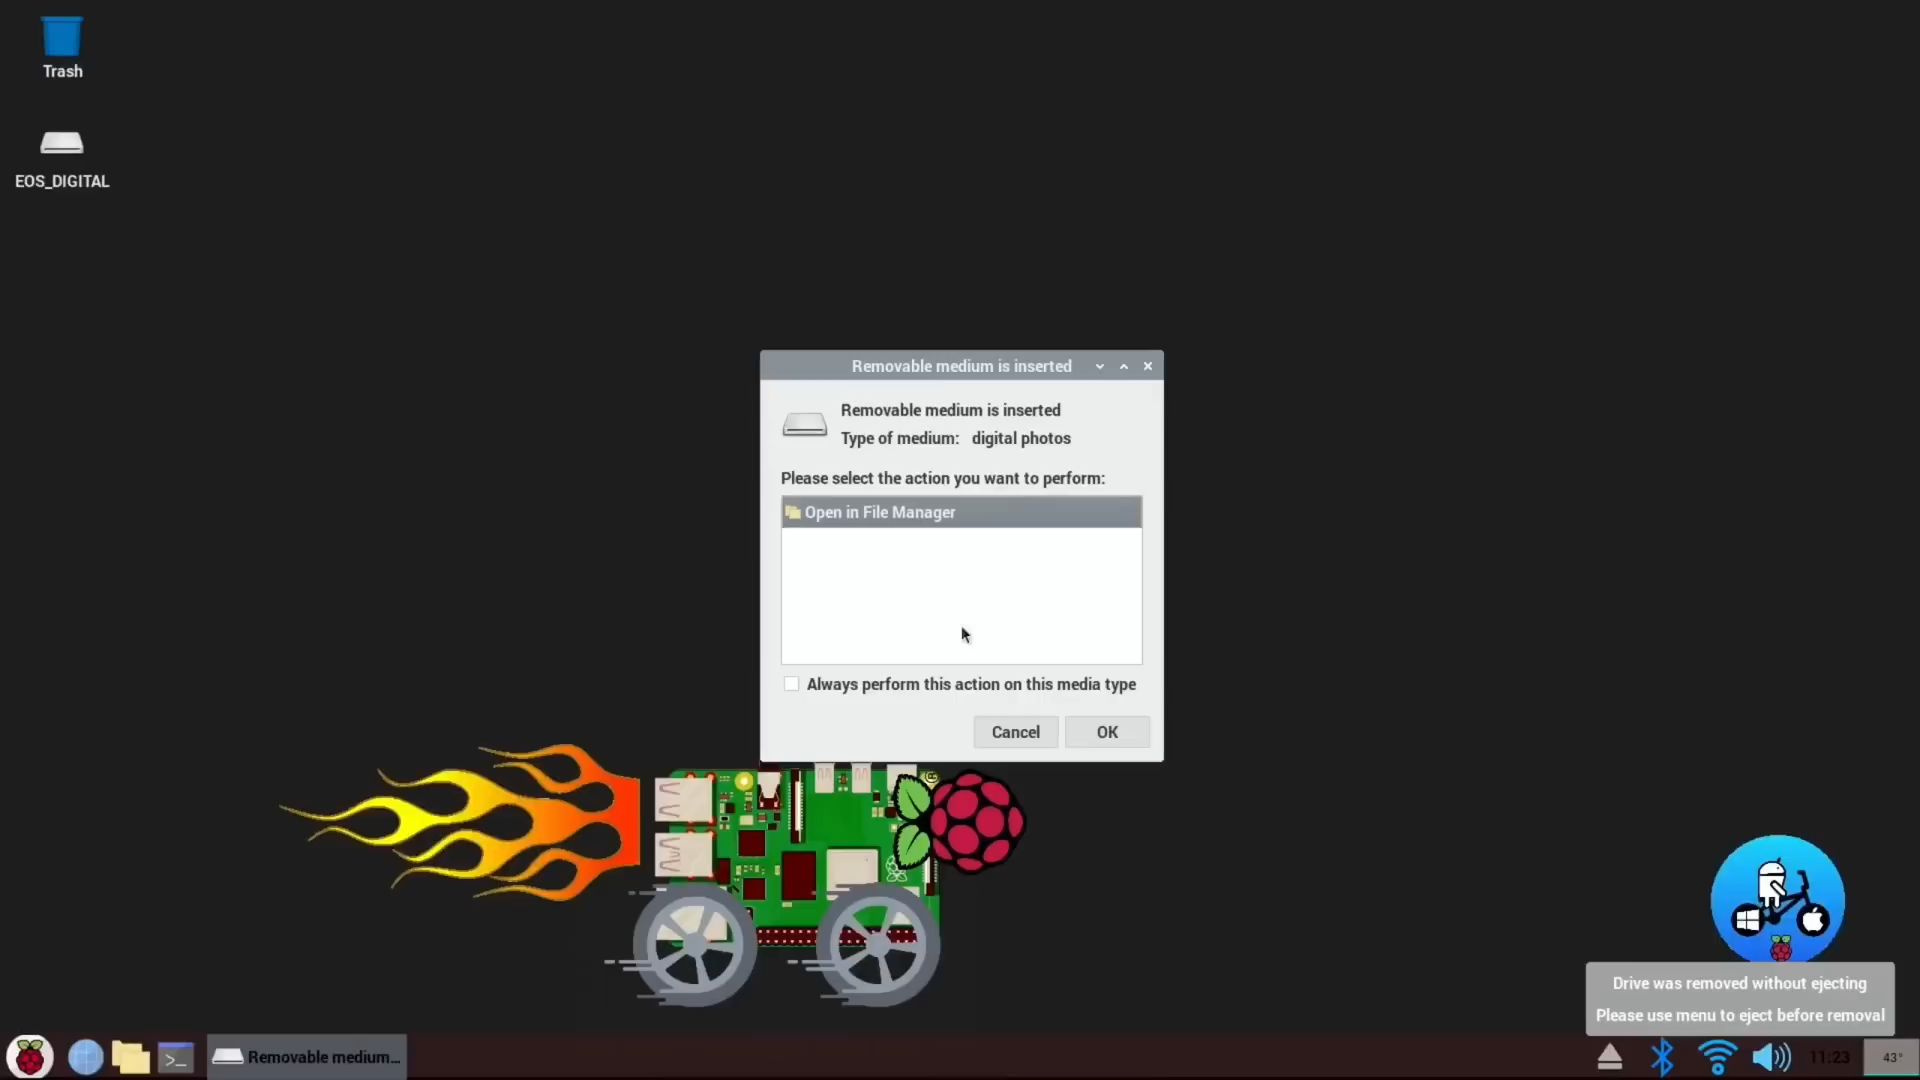 Trash
EOS_DIGITAL
Removable medium is inserted
Removable medium is inserted
Type of medium: digital photos
Please select the action you want to perform:
Open in File Manager
Always perform this action on this media type
Cancel
OK
Drive was removed without ejecting
Please use menu to eject before removal
>_
Removable medium...
11:23
43°